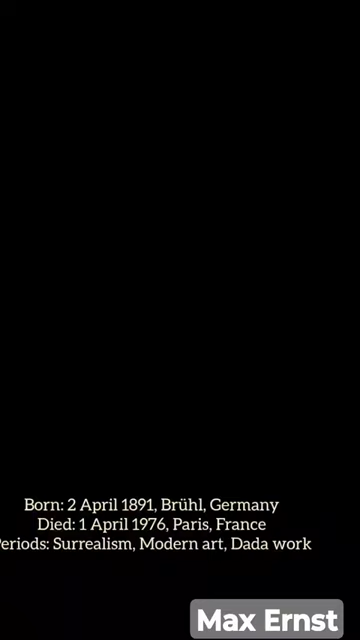 Born: 2 April 1891, Brühl, Germany
Died: 1 April 1976, Paris, France
eriods: Surrealism, Modern art, Dada work
Max Ernst